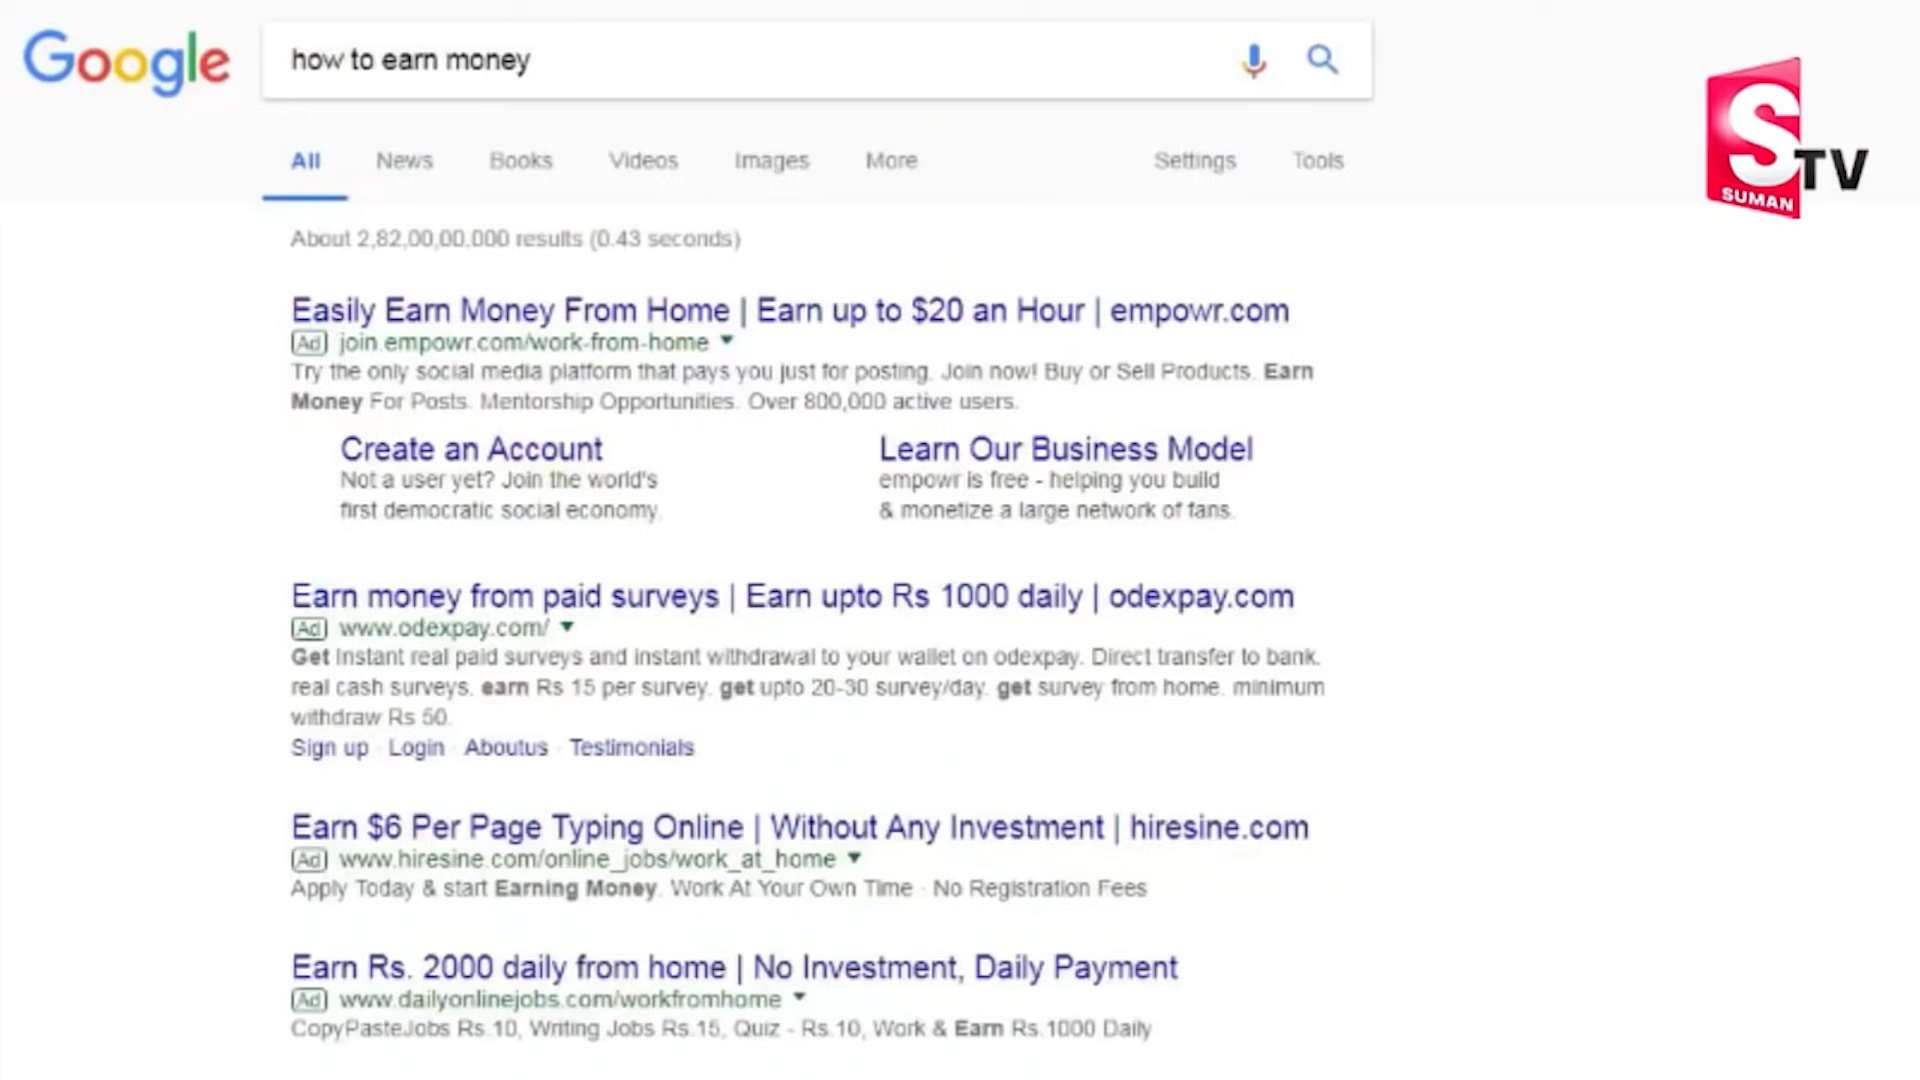 Google
how to earn money
S
TV
SUMAN
All News Books Videos Images More Settings Tools
About 2,82,00,00,000 results (0.43 seconds)
Easily Earn Money From Home | Earn up to $20 an Hour | empowr.com
Ad join.empowr.com/work-from-home
Try the only social media platform that pays you just for posting. Join now! Buy or Sell Products. Earn
Money For Posts. Mentorship Opportunities. Over 800,000 active users.
Create an Account
Not a user yet? Join the world's
first democratic social economy.
Learn Our Business Model
empowr is free - helping you build
& monetize a large network of fans.
Earn money from paid surveys | Earn upto Rs 1000 daily | odexpay.com
Ad www.odexpay.com/
Get Instant real paid surveys and instant withdrawal to your wallet on odexpay. Direct transfer to bank.
real cash surveys. earn Rs 15 per survey. get upto 20-30 survey/day. get survey from home. minimum
withdraw Rs 50.
Sign up · Login · Aboutus · Testimonials
Earn $6 Per Page Typing Online | Without Any Investment | hiresine.com
Ad www.hiresine.com/online_jobs/work_at_home
Apply Today & start Earning Money. Work At Your Own Time · No Registration Fees
Earn Rs. 2000 daily from home | No Investment, Daily Payment
Ad www.dailyonlinejobs.com/workfromhome
CopyPasteJobs Rs.10, Writing Jobs Rs.15, Quiz - Rs.10, Work & Earn Rs.1000 Daily